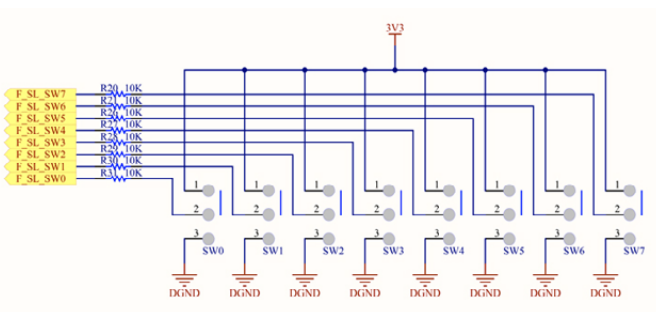 3V3
F_SL_SW7 R20 10K
F_SL_SW6 10K
F_SL_SW5 10K
F_SL_SW4 10K
F_SL_SW3 10K
F_SL_SW2 10K
F_SL_SW1 10K
F_SL_SW0 10K
1 1 1 1 1 1 1 1
2 2 2 2 2 2 2 2
3 3 3 3 3 3 3 3
SW0 SW1 SW2 SW3 SW4 SW5 SW6 SW7
DGND DGND DGND DGND DGND DGND DGND DGND